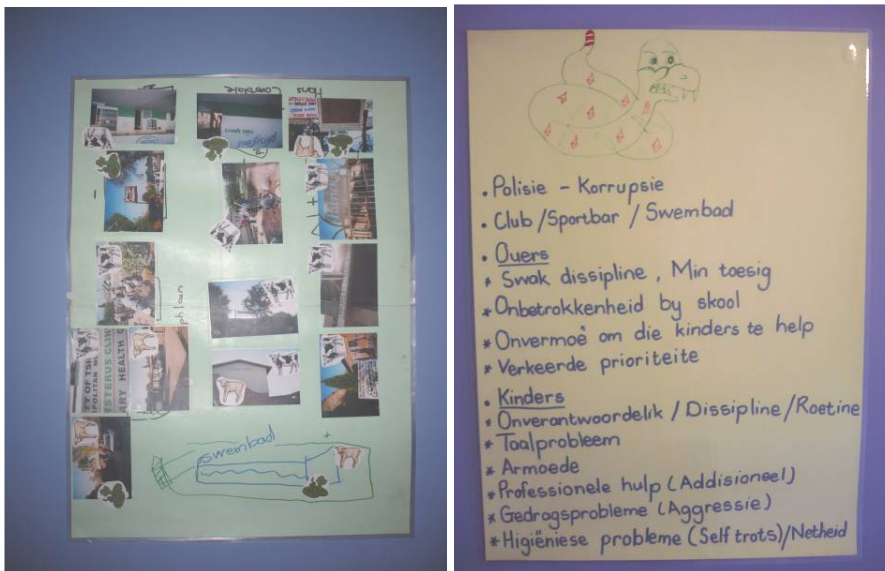 Hans
Coverdale
swembad
. Polisie - Korrupsie
. Club / Sportbar / Swembad
. Ouers
* Swak dissipline, Min toesig
* Onbetrokkenheid by skool
* Onvermoë om die kinders te help
* Verkeerde prioriteite
. Kinders
* Onverantwoordelik / Dissipline / Roetine
* Taalprobleem
* Armoede
* Professionele hulp (Addisioneel)
* Gedragsprobleme (Aggressie)
* Higiëniese probleme (Self trots) / Netheid